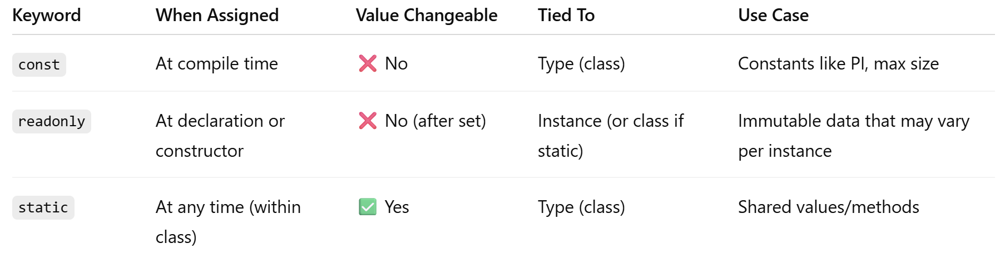 Keyword When Assigned Value Changeable Tied To Use Case
const At compile time ❌ No Type (class) Constants like PI, max size
readonly At declaration or ❌ No (after set) Instance (or class if Immutable data that may vary
constructor static) per instance
static At any time (within ✅ Yes Type (class) Shared values/methods
class)